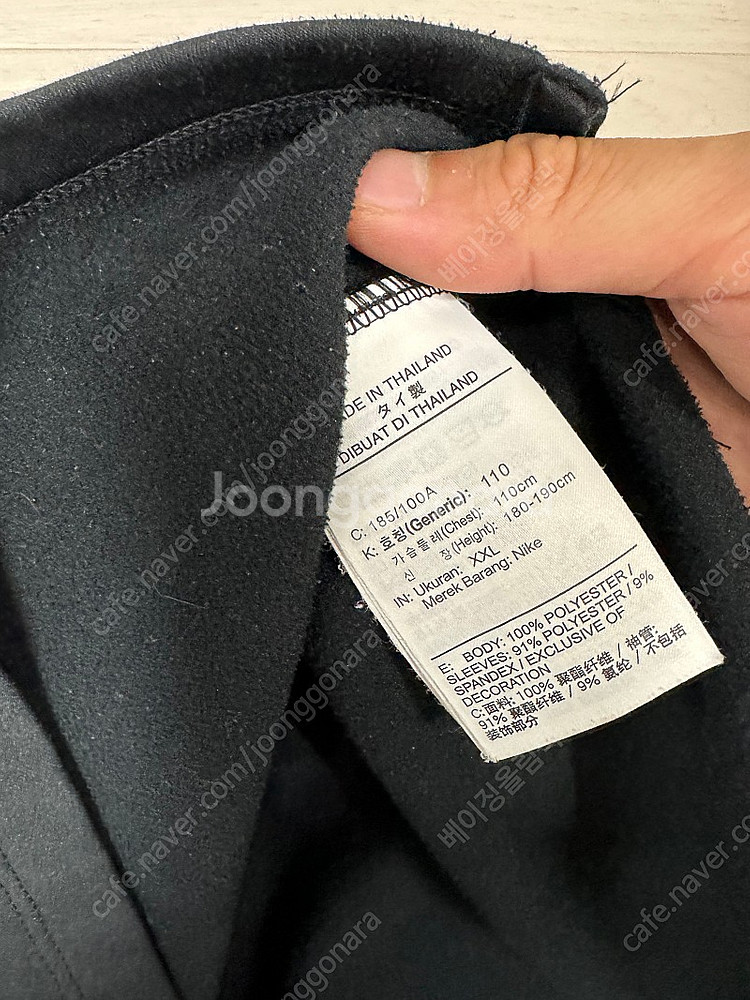 DE IN THAILAND
タイ製
DIBUAT DI THAILAND
C: 185/100A
K: 호칭(Generic): 110
가슴둘레(Chest): 110cm
신 장(Height): 180-190cm
IN: Ukuran: XXL
Merek Barang: Nike
E: BODY: 100% POLYESTER /
SLEEVES: 91% POLYESTER / 9%
SPANDEX / EXCLUSIVE OF
DECORATION
C: 面料: 100% 聚酯纤维 / 袖管:
91% 聚酯纤维 / 9% 氨纶 / 不包括
装饰部分
Joonggonara
cafe.naver.com/joonggonara
베이징올림픽